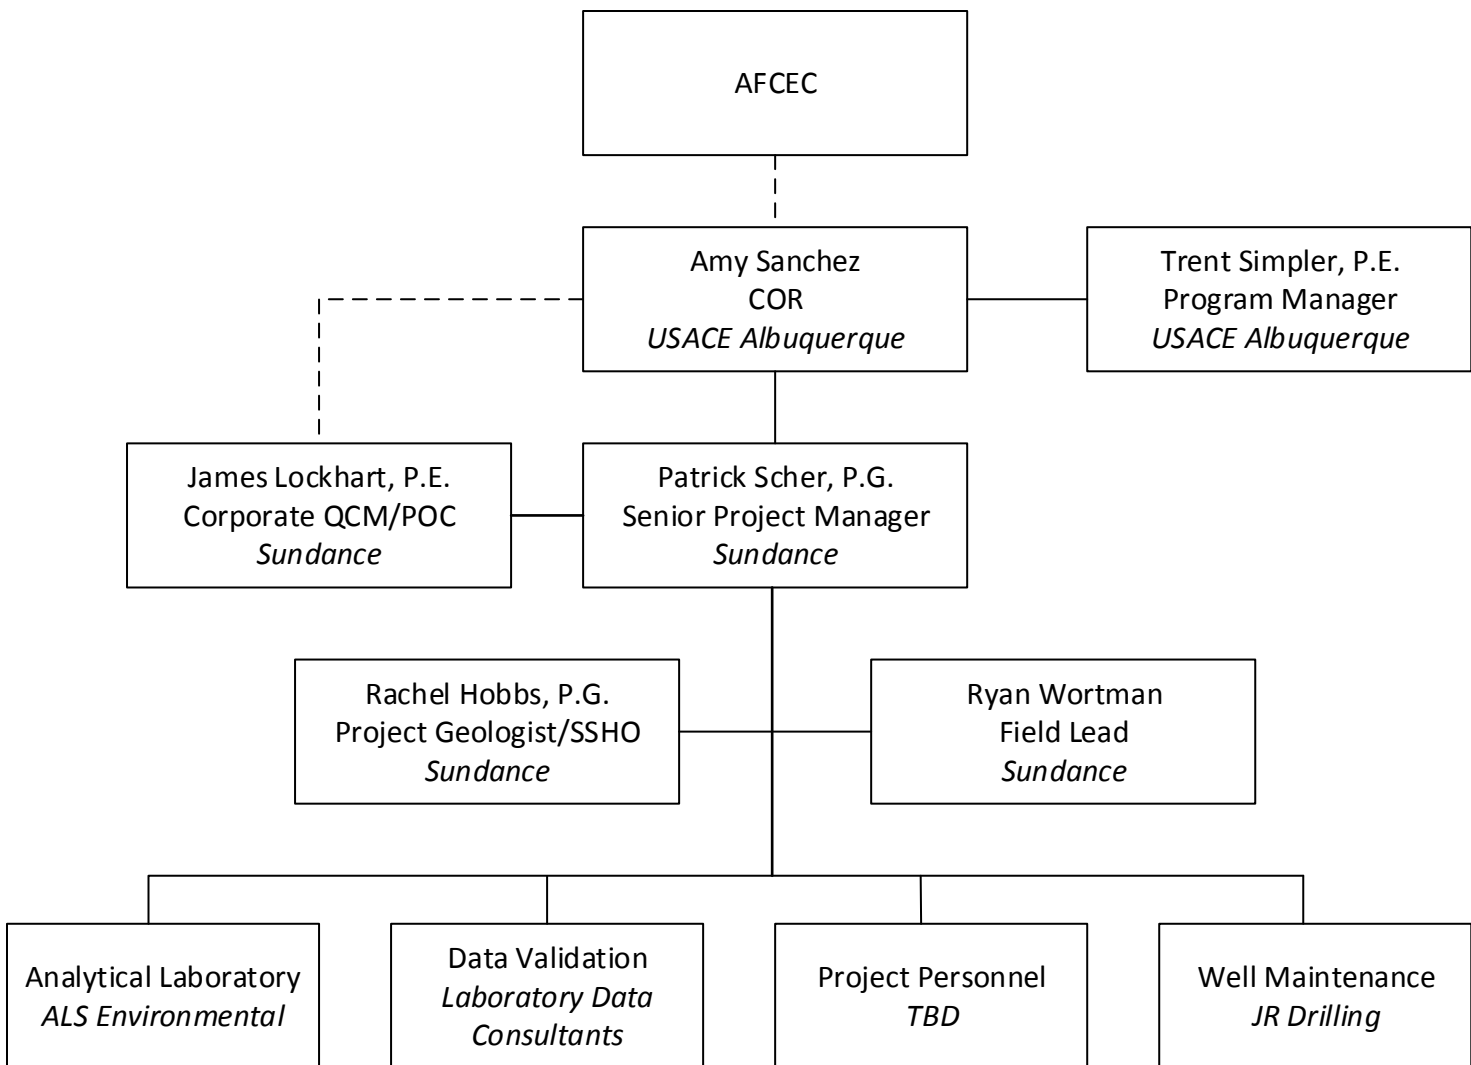 AFCEC
Amy Sanchez
COR
USACE Albuquerque
Trent Simpler, P.E.
Program Manager
USACE Albuquerque
James Lockhart, P.E.
Corporate QCM/POC
Sundance
Patrick Scher, P.G.
Senior Project Manager
Sundance
Rachel Hobbs, P.G.
Project Geologist/SSHO
Sundance
Ryan Wortman
Field Lead
Sundance
Analytical Laboratory
ALS Environmental
Data Validation
Laboratory Data
Consultants
Project Personnel
TBD
Well Maintenance
JR Drilling